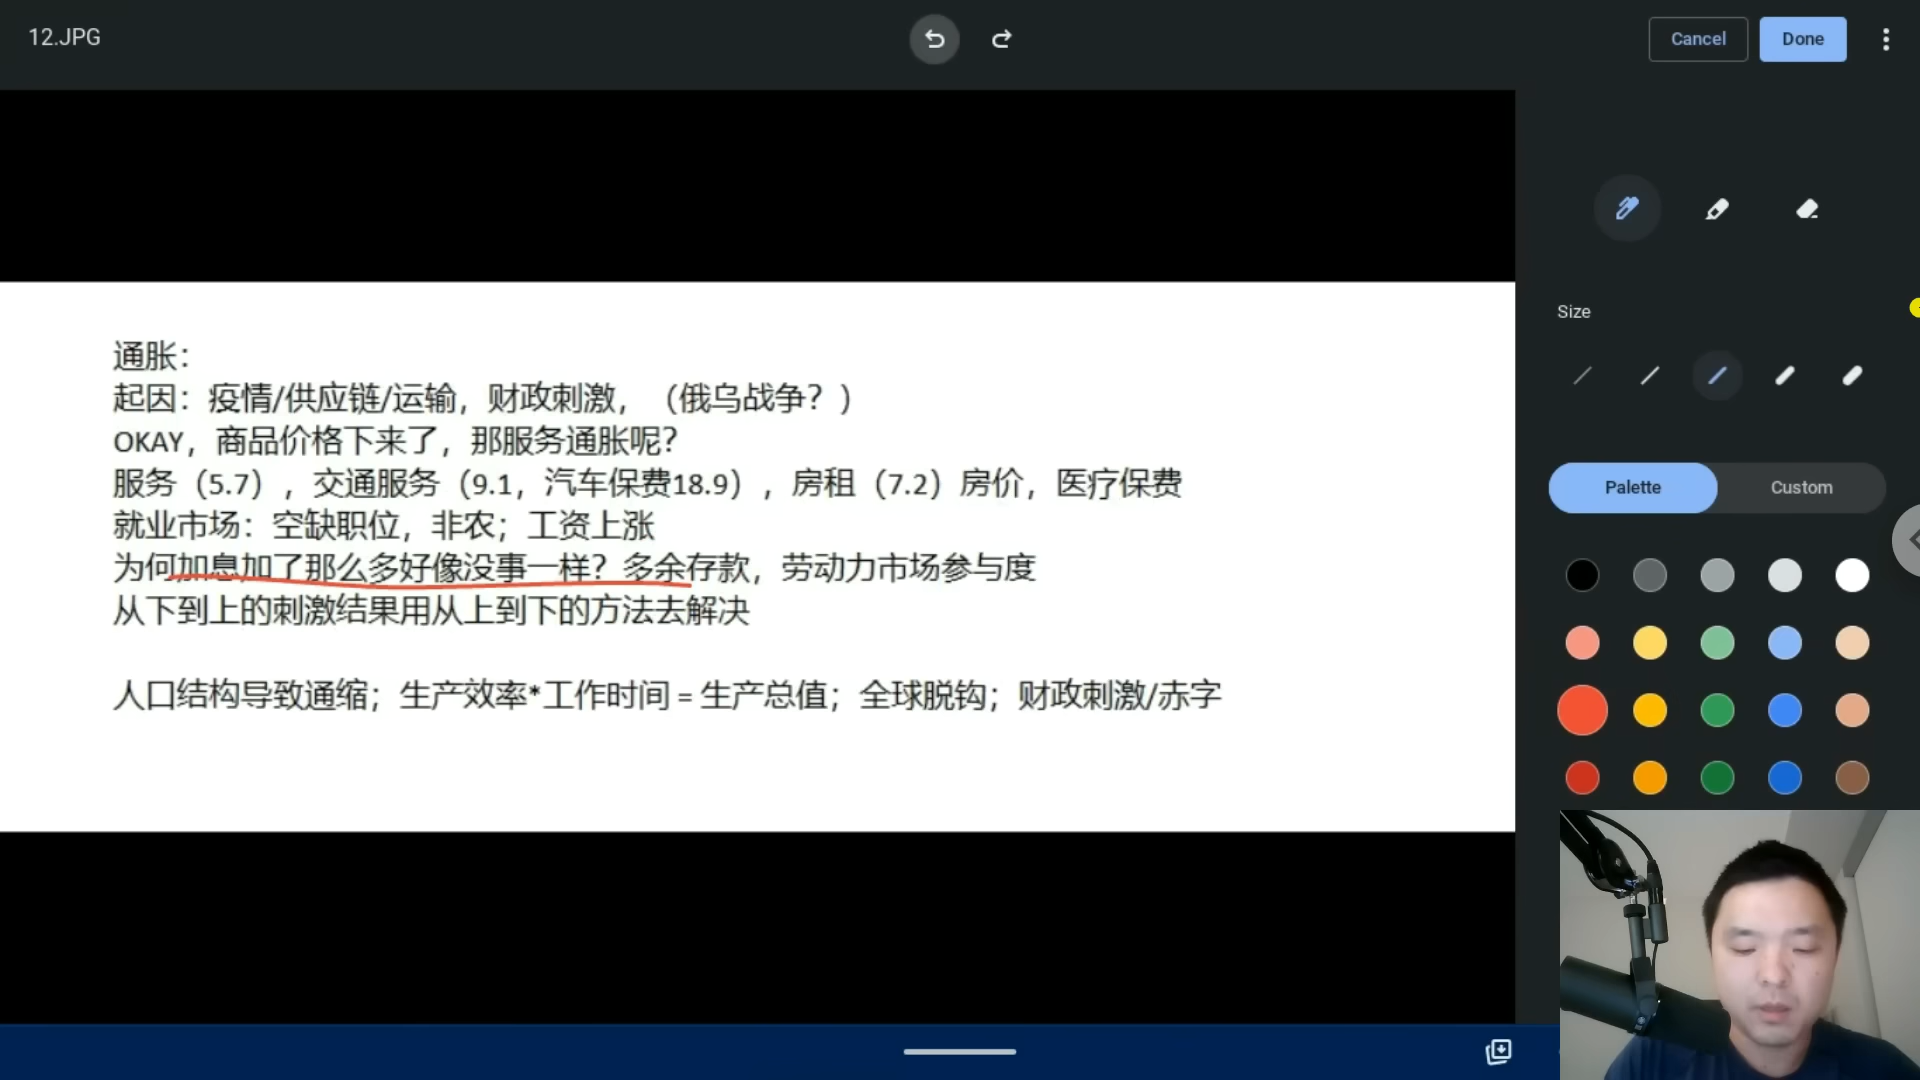 12.JPG
Cancel
Done
Size
Palette
Custom
通胀：
起因：疫情/供应链/运输，财政刺激，（俄乌战争？）
OKAY，商品价格下来了，那服务通胀呢？
服务（5.7），交通服务（9.1，汽车保费18.9），房租（7.2）房价，医疗保费
就业市场：空缺职位，非农；工资上涨
为何加息加了那么多好像没事一样？多余存款，劳动力市场参与度
从下到上的刺激结果用从上到下的方法去解决
人口结构导致通缩；生产效率*工作时间 = 生产总值；全球脱钩；财政刺激/赤字